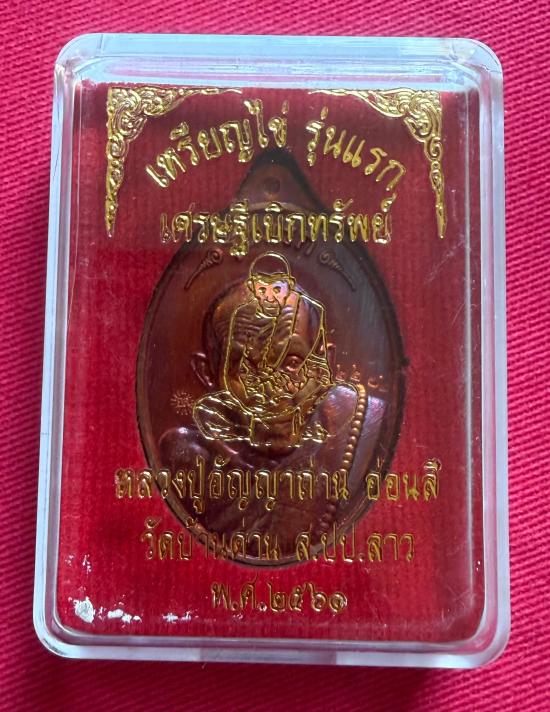 เหรียญไข่ รุ่นแรก
เศรษฐีเบิกทรัพย์
หลวงปู่อัญญาถ่าน อ่อนสี
วัดบ้านด่าน ส.ปป.ลาว
พ.ศ.๒๕๖๑